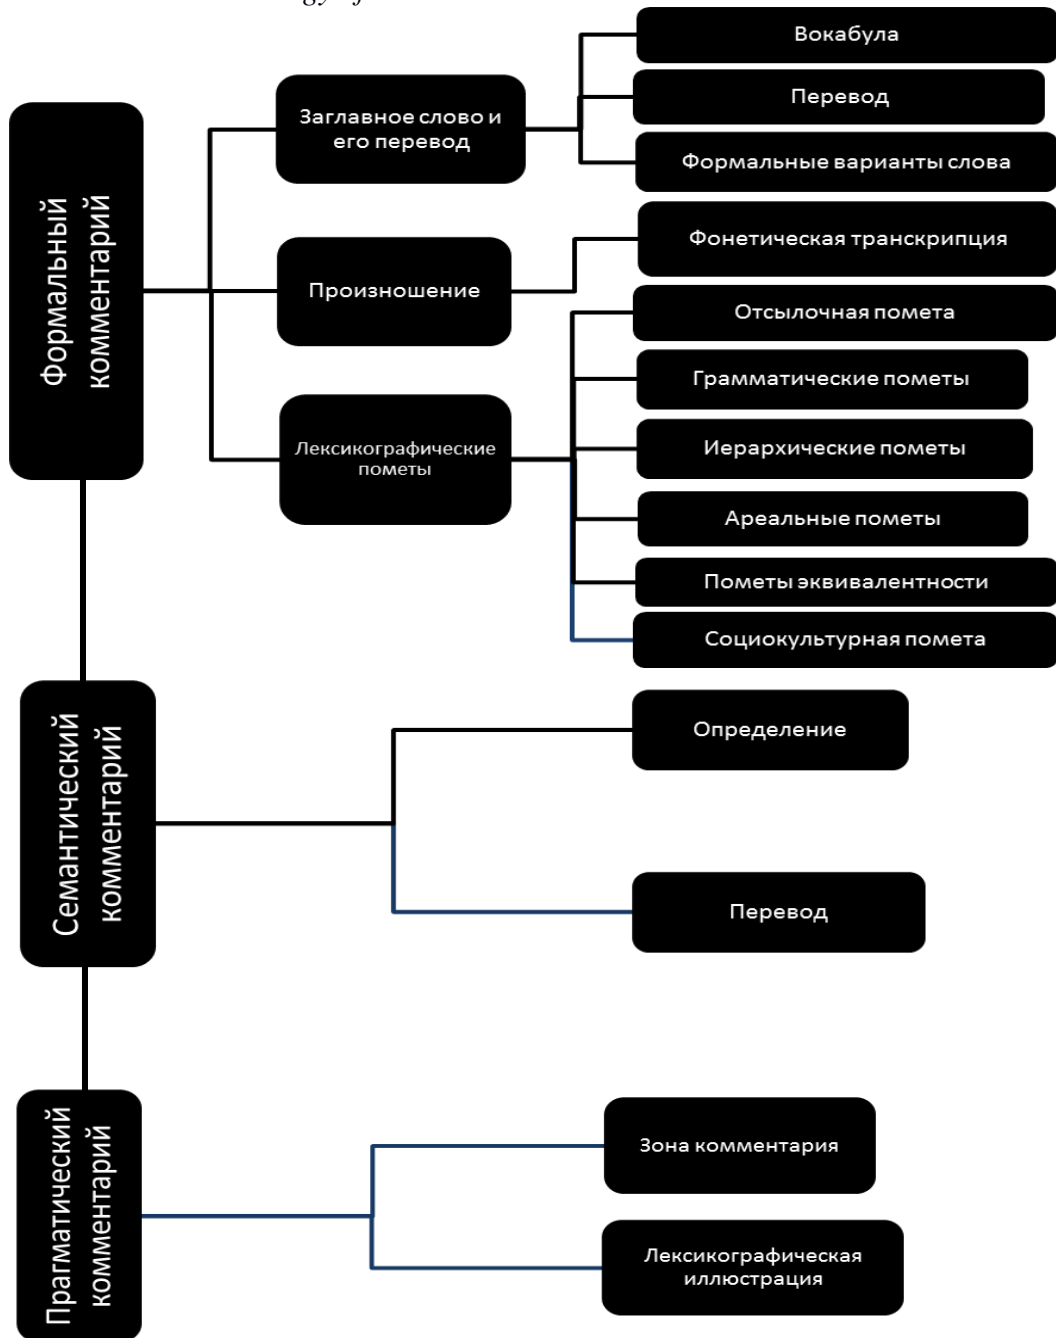 Вокабула
Заглавное слово и
его перевод
Перевод
Формальные варианты слова
Формальный
комментарий
Фонетическая транскрипция
Произношение
Отсылочная помета
Грамматические пометы
Лексикографические
пометы
Иерархические пометы
Ареальные пометы
Пометы эквивалентности
Социокультурная помета
Семантический
комментарий
Определение
Перевод
Прагматический
комментарий
Зона комментария
Лексикографическая
иллюстрация